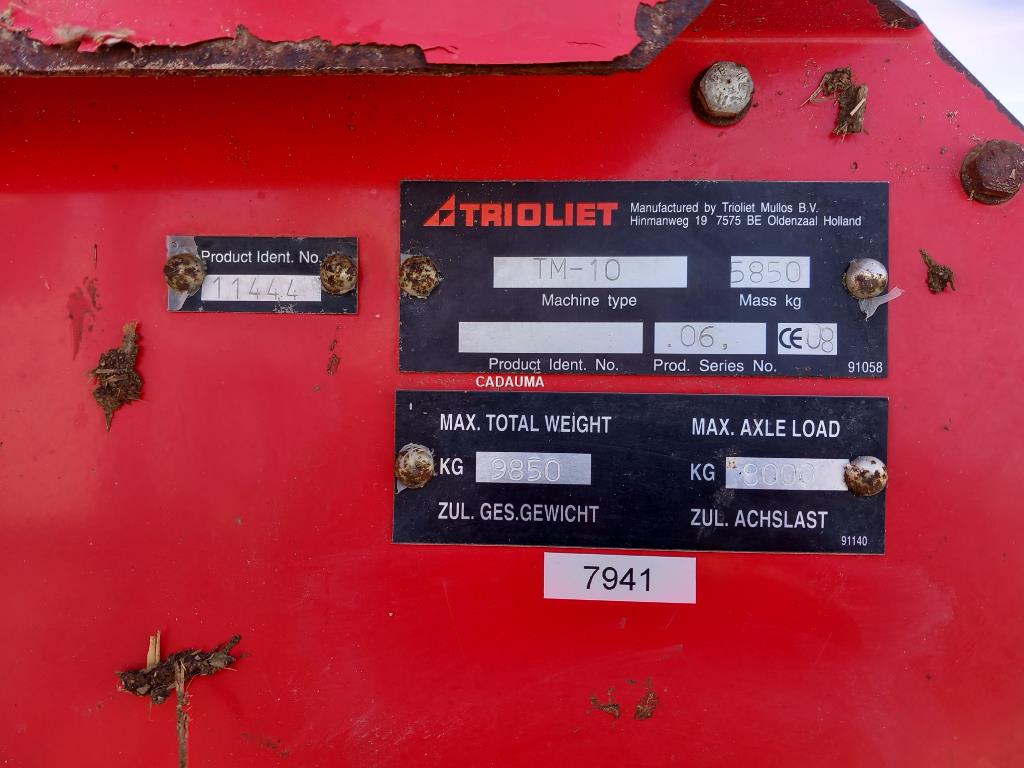 Product Ident. No.
11444
TRIOLIET
Manufactured by Trioliet Mullos B.V.
Hinmanweg 19 7575 BE Oldenzaal Holland
TM-10
5850
Machine type
Mass kg
.06,
CE 08
Product Ident. No.
Prod. Series No.
91058
CADAUMA
MAX. TOTAL WEIGHT
MAX. AXLE LOAD
KG 9850
KG 8000
ZUL. GES.GEWICHT
ZUL. ACHSLAST
91140
7941